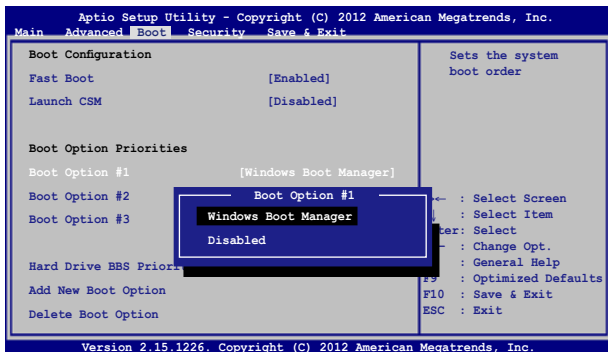 Aptio Setup Utility - Copyright (C) 2012 American Megatrends, Inc.
Main Advanced Boot Security Save & Exit
Boot Configuration
Fast Boot [Enabled]
Launch CSM [Disabled]
Boot Option Priorities
Boot Option #1 [Windows Boot Manager]
Boot Option #2
Boot Option #3
Hard Drive BBS
Add New Boot Option
Delete Boot Option
Boot Option #1
Windows Boot Manager
Disabled
Sets the system
boot order
: Select Screen
: Select Item
: Select
: Change Opt.
: General Help
F9 : Optimized Defaults
F10 : Save & Exit
ESC : Exit
Version 2.15.1226. Copyright (C) 2012 American Megatrends, Inc.